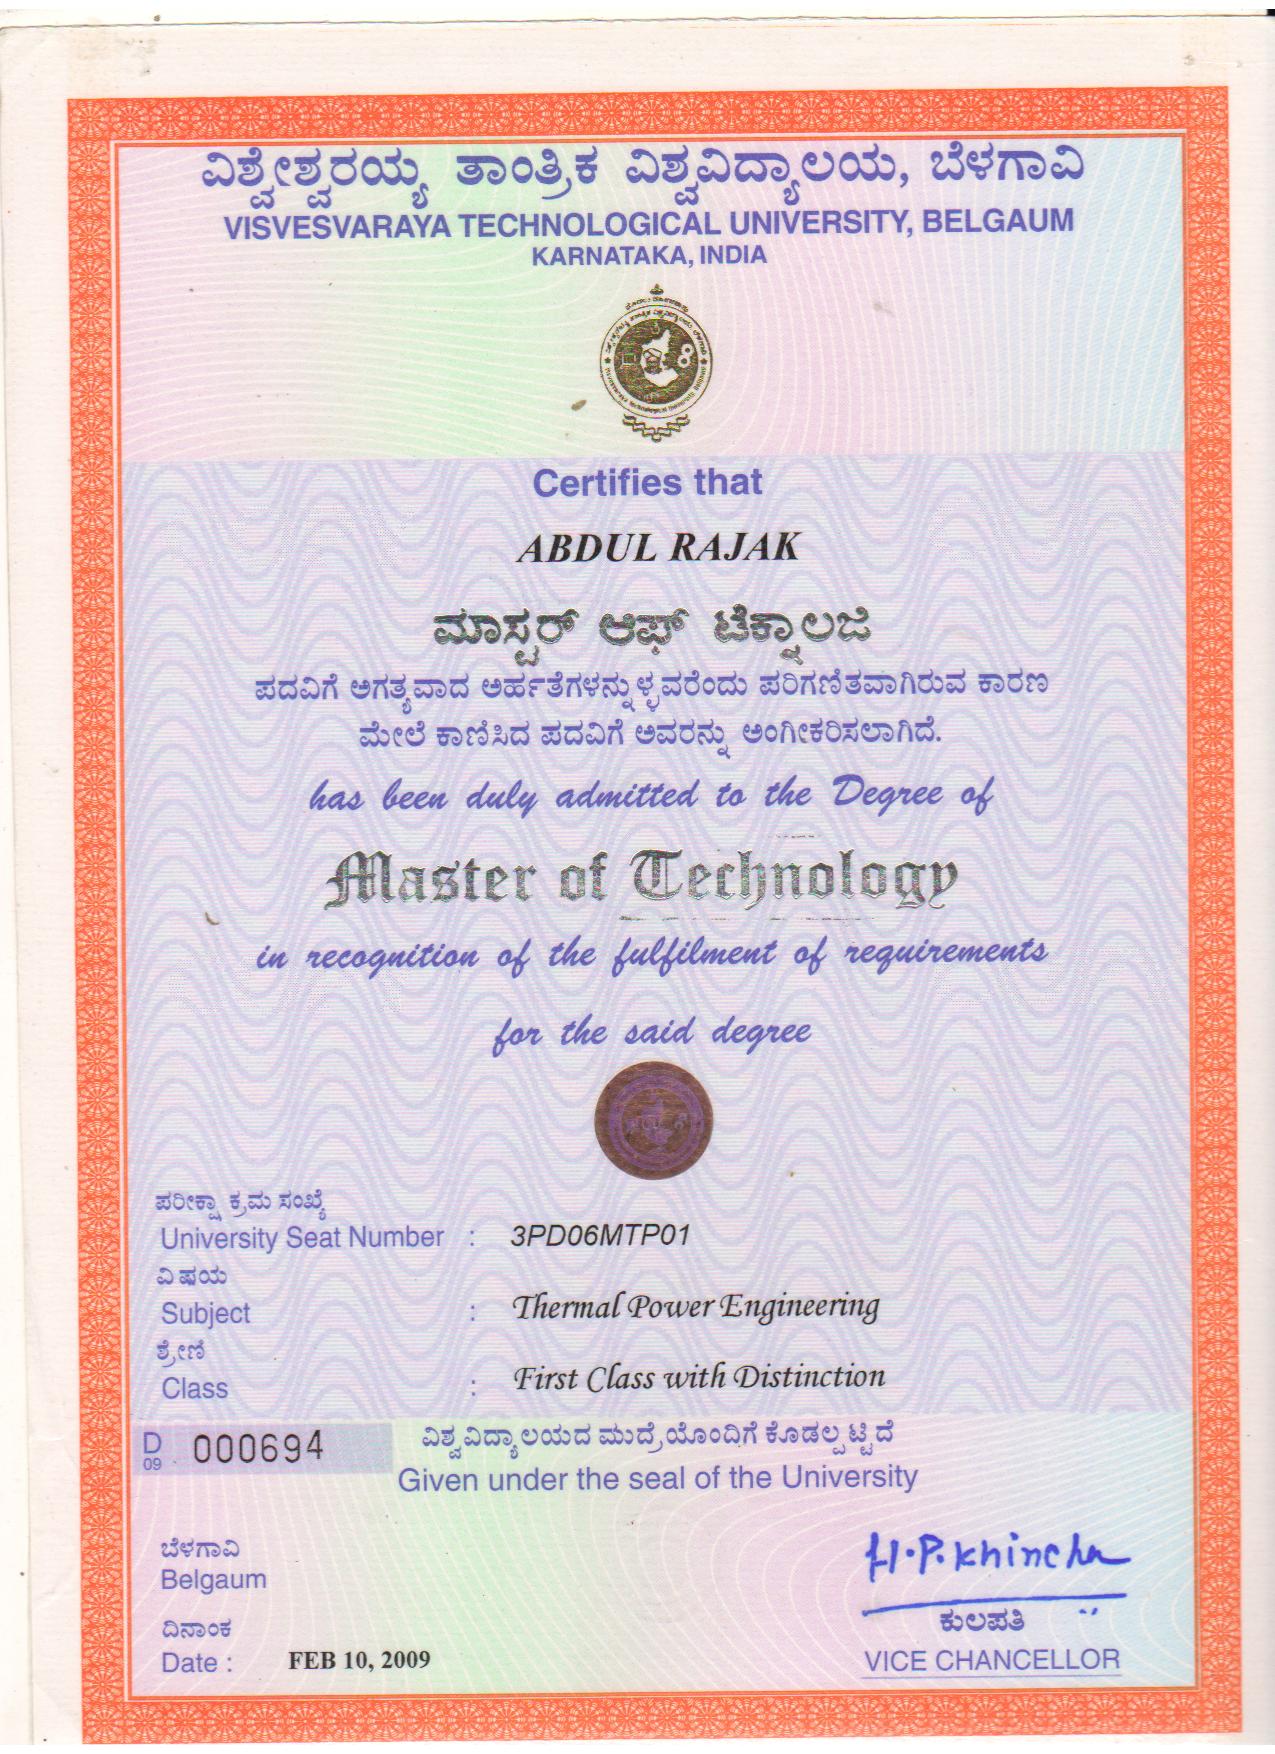 ವಿಶ್ವೇಶ್ವರಯ್ಯ ತಾಂತ್ರಿಕ ವಿಶ್ವವಿದ್ಯಾಲಯ, ಬೆಳಗಾವಿ
VISVESVARAYA TECHNOLOGICAL UNIVERSITY, BELGAUM
KARNATAKA, INDIA
Certifies that
ABDUL RAJAK
ಮಾಸ್ಟರ್ ಆಫ್ ಟೆಕ್ನಾಲಜಿ
ಪದವಿಗೆ ಅಗತ್ಯವಾದ ಅರ್ಹತೆಗಳನ್ನುಳ್ಳವರೆಂದು ಪರಿಗಣಿತವಾಗಿರುವ ಕಾರಣ
ಮೇಲೆ ಕಾಣಿಸಿದ ಪದವಿಗೆ ಅವರನ್ನು ಅಂಗೀಕರಿಸಲಾಗಿದೆ.
has been duly admitted to the Degree of
Master of Technology
in recognition of the fulfilment of requirements
for the said degree
ಪರೀಕ್ಷಾ ಕ್ರಮ ಸಂಖ್ಯೆ
University Seat Number : 3PD06MTP01
ವಿಷಯ
Subject : Thermal Power Engineering
ಶ್ರೇಣಿ
Class : First Class with Distinction
D 09 000694
ವಿಶ್ವವಿದ್ಯಾಲಯದ ಮುದ್ರೆಯೊಂದಿಗೆ ಕೊಡಲ್ಪಟ್ಟಿದೆ
Given under the seal of the University
ಬೆಳಗಾವಿ
Belgaum
H.P.Khincha
ದಿನಾಂಕ
Date : FEB 10, 2009
ಕುಲಪತಿ
VICE CHANCELLOR